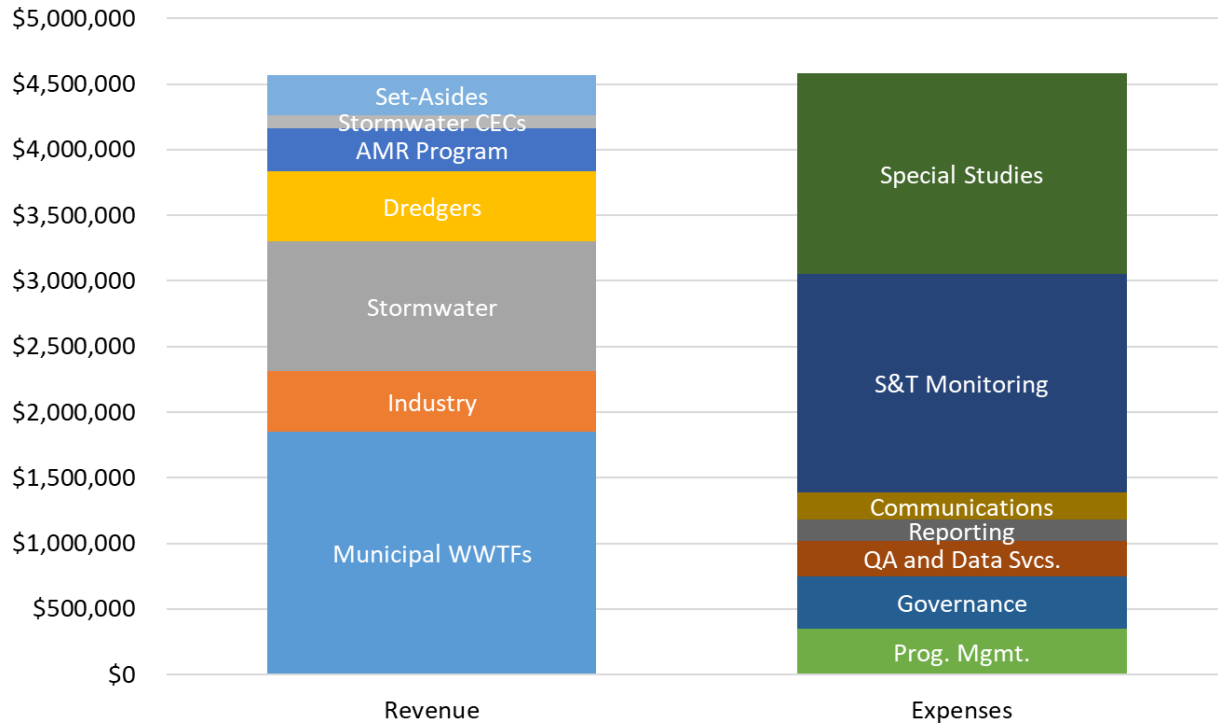 $5,000,000
$4,500,000
$4,000,000
$3,500,000
$3,000,000
$2,500,000
$2,000,000
$1,500,000
$1,000,000
$500,000
$0
Set-Asides
Stormwater CECs
AMR Program
Dredgers
Stormwater
Industry
Municipal WWTFs
Special Studies
S&T Monitoring
Communications
Reporting
QA and Data Svcs.
Governance
Prog. Mgmt.
Revenue
Expenses